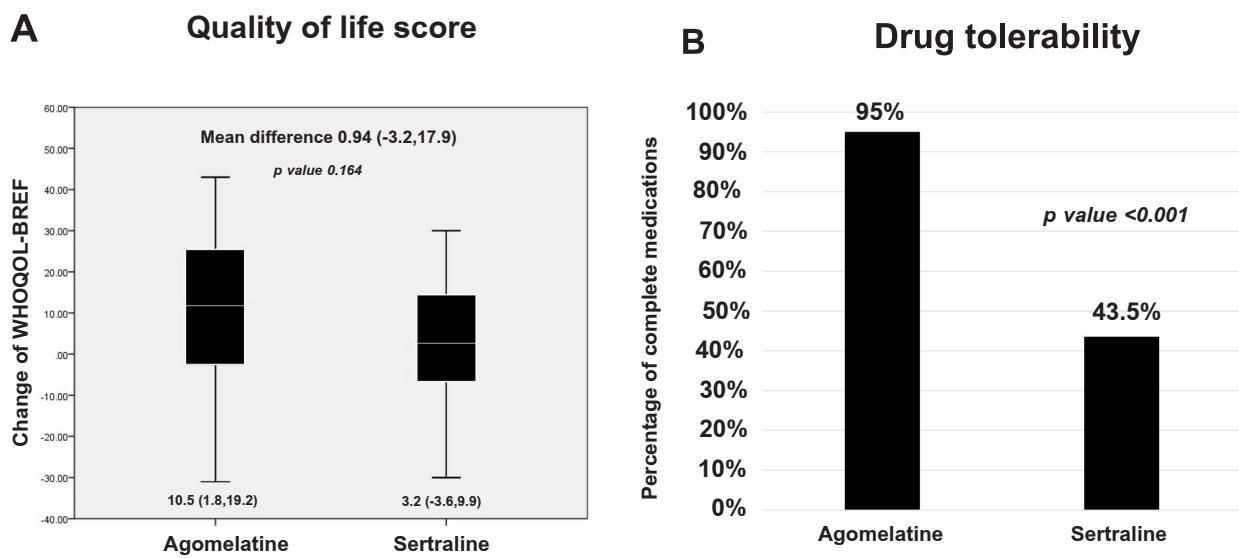 A
Quality of life score
Change of WHOQOL-BREF
60.00
50.00
40.00
30.00
20.00
10.00
.00
-10.00
-20.00
-30.00
-40.00
Mean difference 0.94 (-3.2,17.9)
p value 0.164
10.5 (1.8,19.2)
3.2 (-3.6,9.9)
Agomelatine
Sertraline
B
Drug tolerability
Percentage of complete medications
100%
90%
80%
70%
60%
50%
40%
30%
20%
10%
0%
95%
p value <0.001
43.5%
Agomelatine
Sertraline